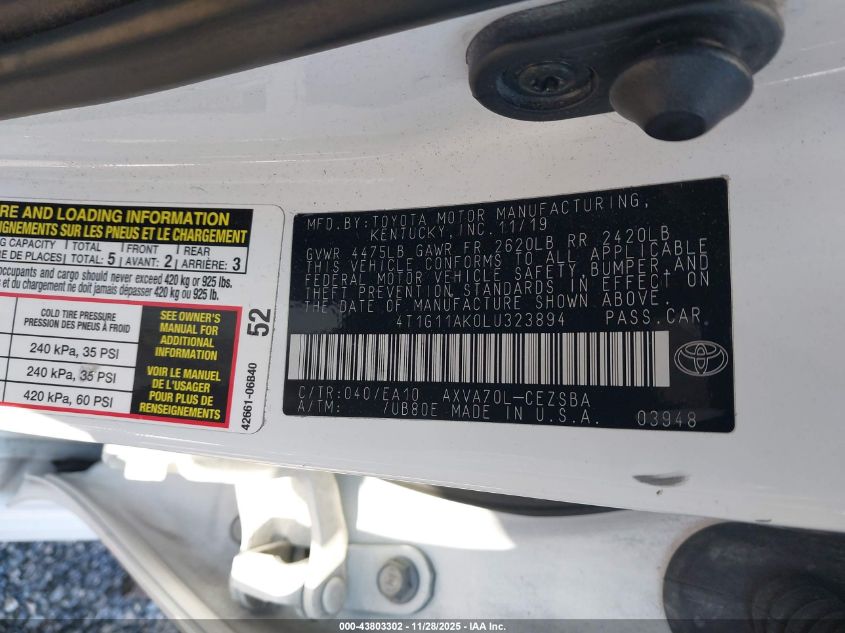 RE AND LOADING INFORMATION
IGNEMENTS SUR LES PNEUS ET LE CHARGEMENT
G CAPACITY TOTAL FRONT REAR
RE DE PLACES TOTAL: 5 AVANT: 2 ARRIÈRE: 3
occupants and cargo should never exceed 420 kg or 925 lbs.
s et du chargement ne doit jamais dépasser 420 kg ou 925 lb.
COLD TIRE PRESSURE
PRESSION DES PNEUS À FROID
240 kPa, 35 PSI
240 kPa, 35 PSI
420 kPa, 60 PSI
SEE OWNER'S
MANUAL FOR
ADDITIONAL
INFORMATION
VOIR LE MANUEL
DE L'USAGER
POUR PLUS DE
RENSEIGNEMENTS
52
42661-06B40
MFD.BY:TOYOTA MOTOR MANUFACTURING,
KENTUCKY,INC.11/19
GVWR 4475LB GAWR FR 2620LB RR 2420LB
THIS VEHICLE CONFORMS TO ALL APPLICABLE
FEDERAL MOTOR VEHICLE SAFETY,BUMPER,AND
THEFT PREVENTION STANDARDS IN EFFECT ON
THE DATE OF MANUFACTURE SHOWN ABOVE.
4T1G11AK0LU323894 PASS.CAR
C/TR:040/EA10 AXVA70L-CEZSBA
A/TM: /UB80E MADE IN U.S.A. 03948
000-43803302 - 11/28/2025 - IAA Inc.